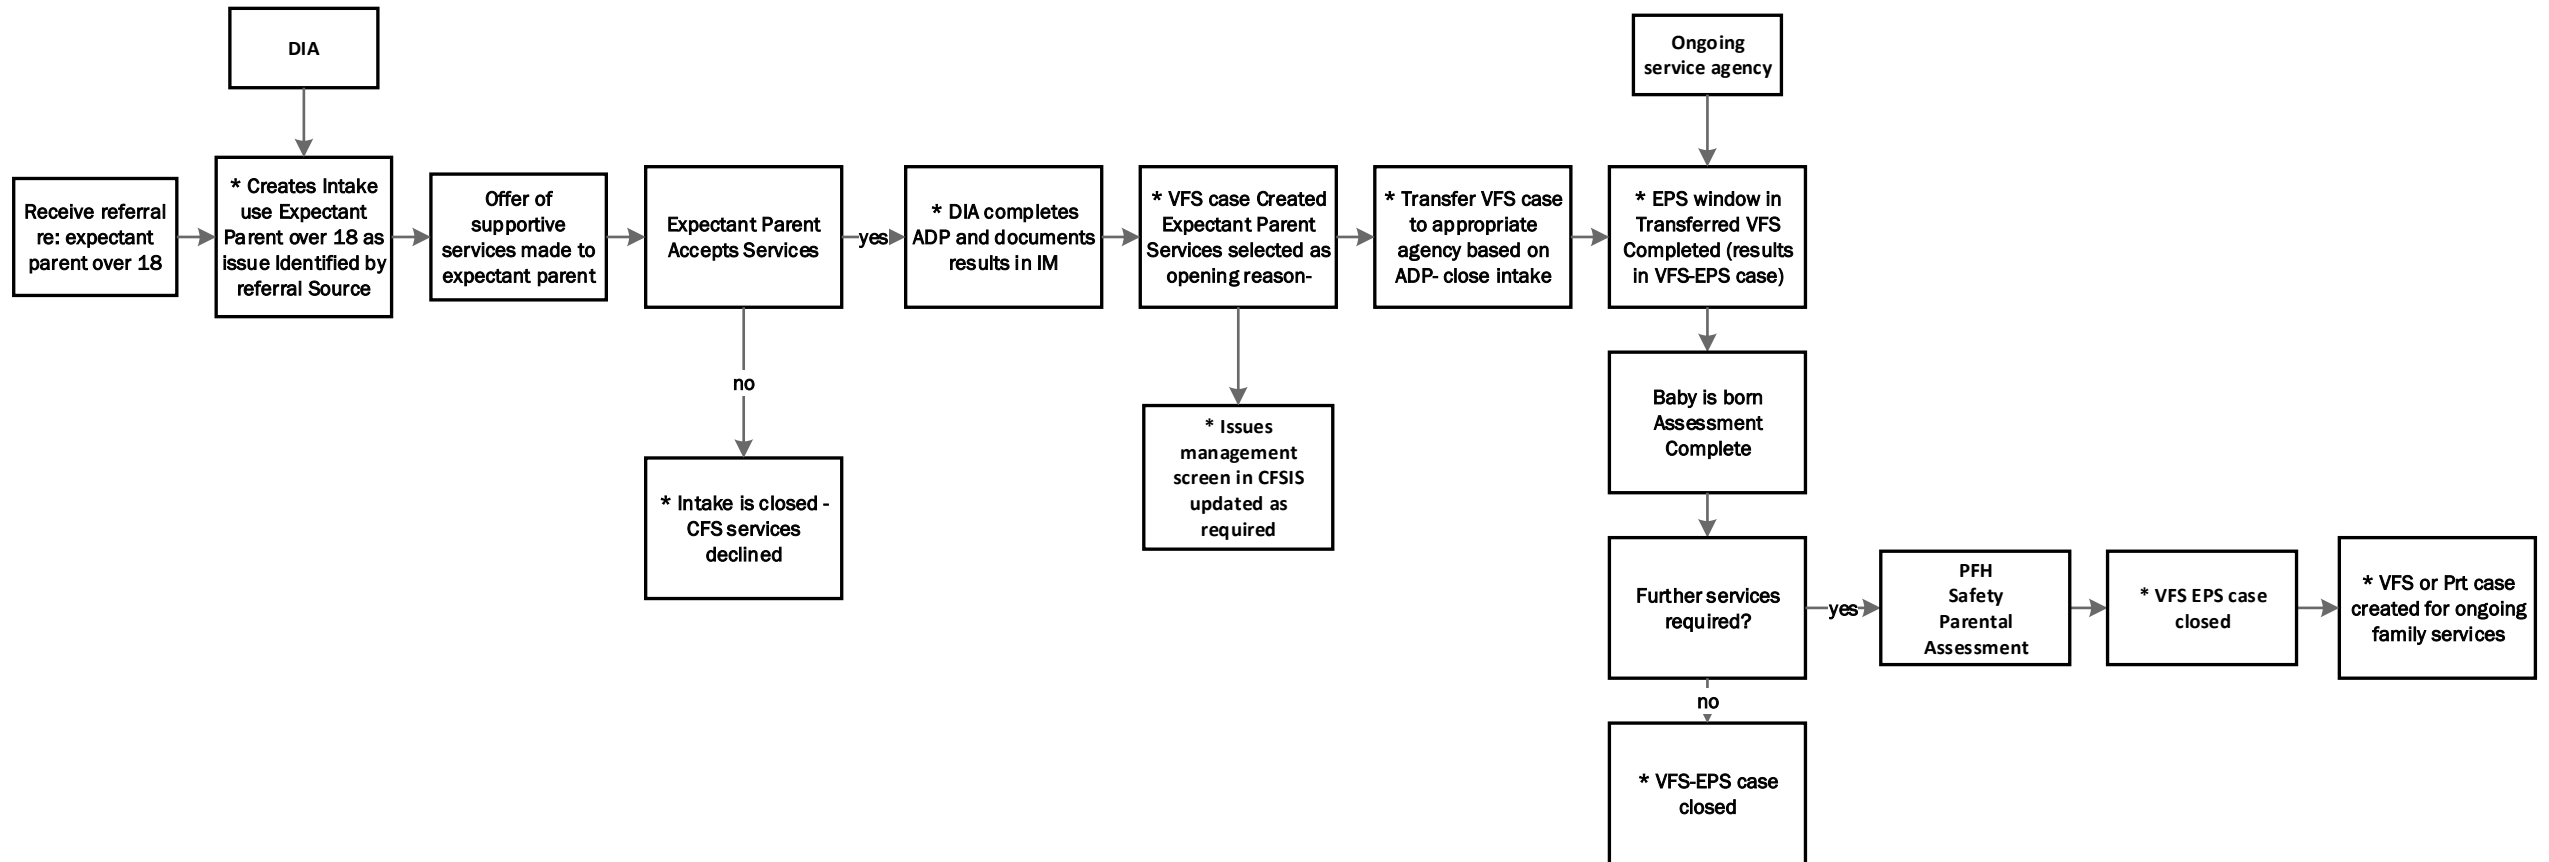 DIA
Ongoing
service agency
Receive referral
re: expectant
parent over 18
* Creates Intake
use Expectant
Parent over 18 as
issue Identified by
referral Source
Offer of
supportive
services made to
expectant parent
Expectant Parent
Accepts Services
yes
* DIA completes
ADP and documents
results in IM
* VFS case Created
Expectant Parent
Services selected as
opening reason-
* Transfer VFS case
to appropriate
agency based on
ADP- close intake
* EPS window in
Transferred VFS
Completed (results
in VFS-EPS case)
no
* Intake is closed -
CFS services
declined
* Issues
management
screen in CFSIS
updated as
required
Baby is born
Assessment
Complete
Further services
required?
yes
PFH
Safety
Parental
Assessment
* VFS EPS case
closed
* VFS or Prt case
created for ongoing
family services
no
* VFS-EPS case
closed